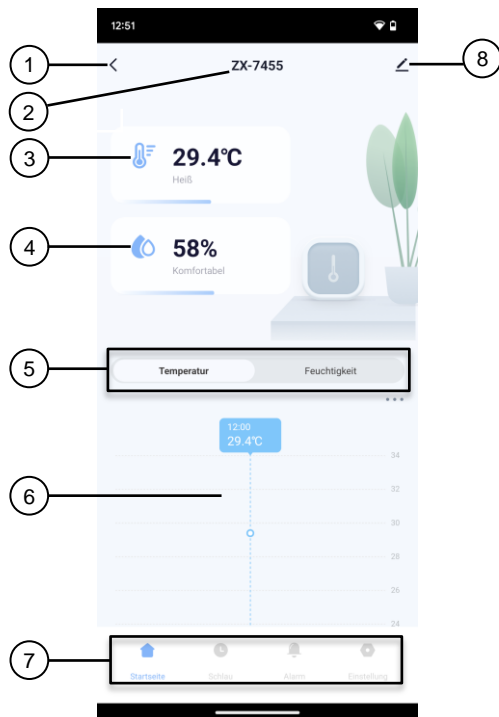 12:51
1
ZX-7455
8
2
3
29.4°C
Heiß
4
58%
Komfortabel
5
Temperatur Feuchtigkeit
12:00
29.4°C
34
6
32
30
28
26
24
7
Startseite Schlau Alarm Einstellung